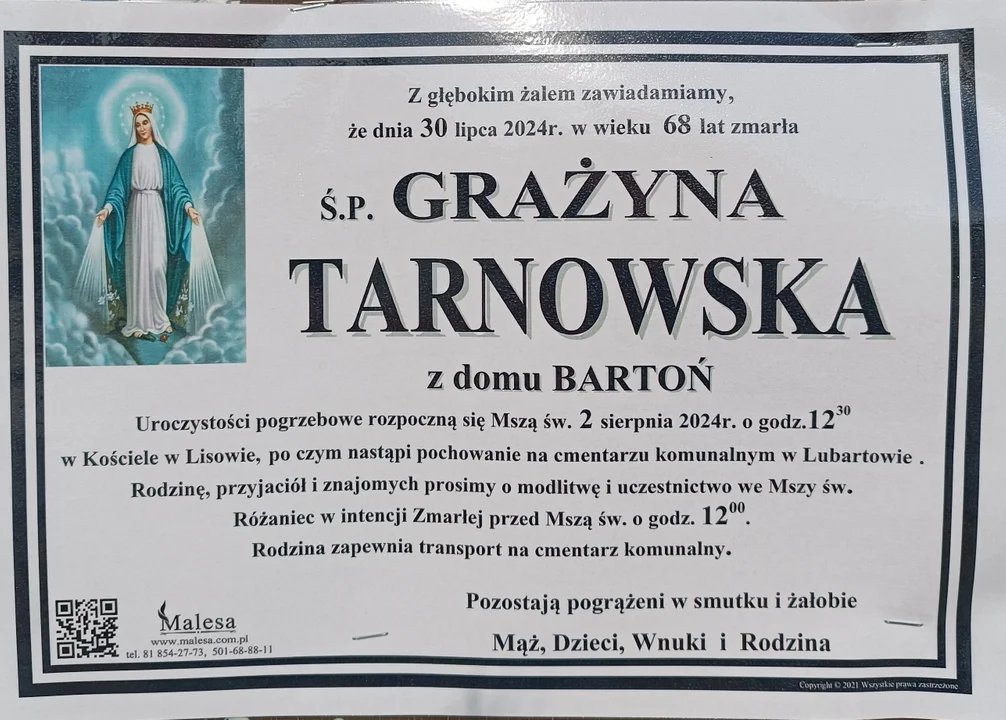 Z głębokim żalem zawiadamiamy,
że dnia 30 lipca 2024r. w wieku 68 lat zmarła
Ś.P. GRAŻYNA
TARNOWSKA
z domu BARTOŃ
Uroczystości pogrzebowe rozpoczną się Mszą św. 2 sierpnia 2024r. o godz.12³⁰
w Kościele w Lisowie, po czym nastąpi pochowanie na cmentarzu komunalnym w Lubartowie .
Rodzinę, przyjaciół i znajomych prosimy o modlitwę i uczestnictwo we Mszy św.
Różaniec w intencji Zmarłej przed Mszą św. o godz. 12⁰⁰.
Rodzina zapewnia transport na cmentarz komunalny.
Pozostają pogrążeni w smutku i żałobie
Mąż, Dzieci, Wnuki i Rodzina
Malesa
www.malesa.com.pl
tel. 81 854-27-73, 501-68-88-11
Copyright © 2021 Wszystkie prawa zastrzeżone